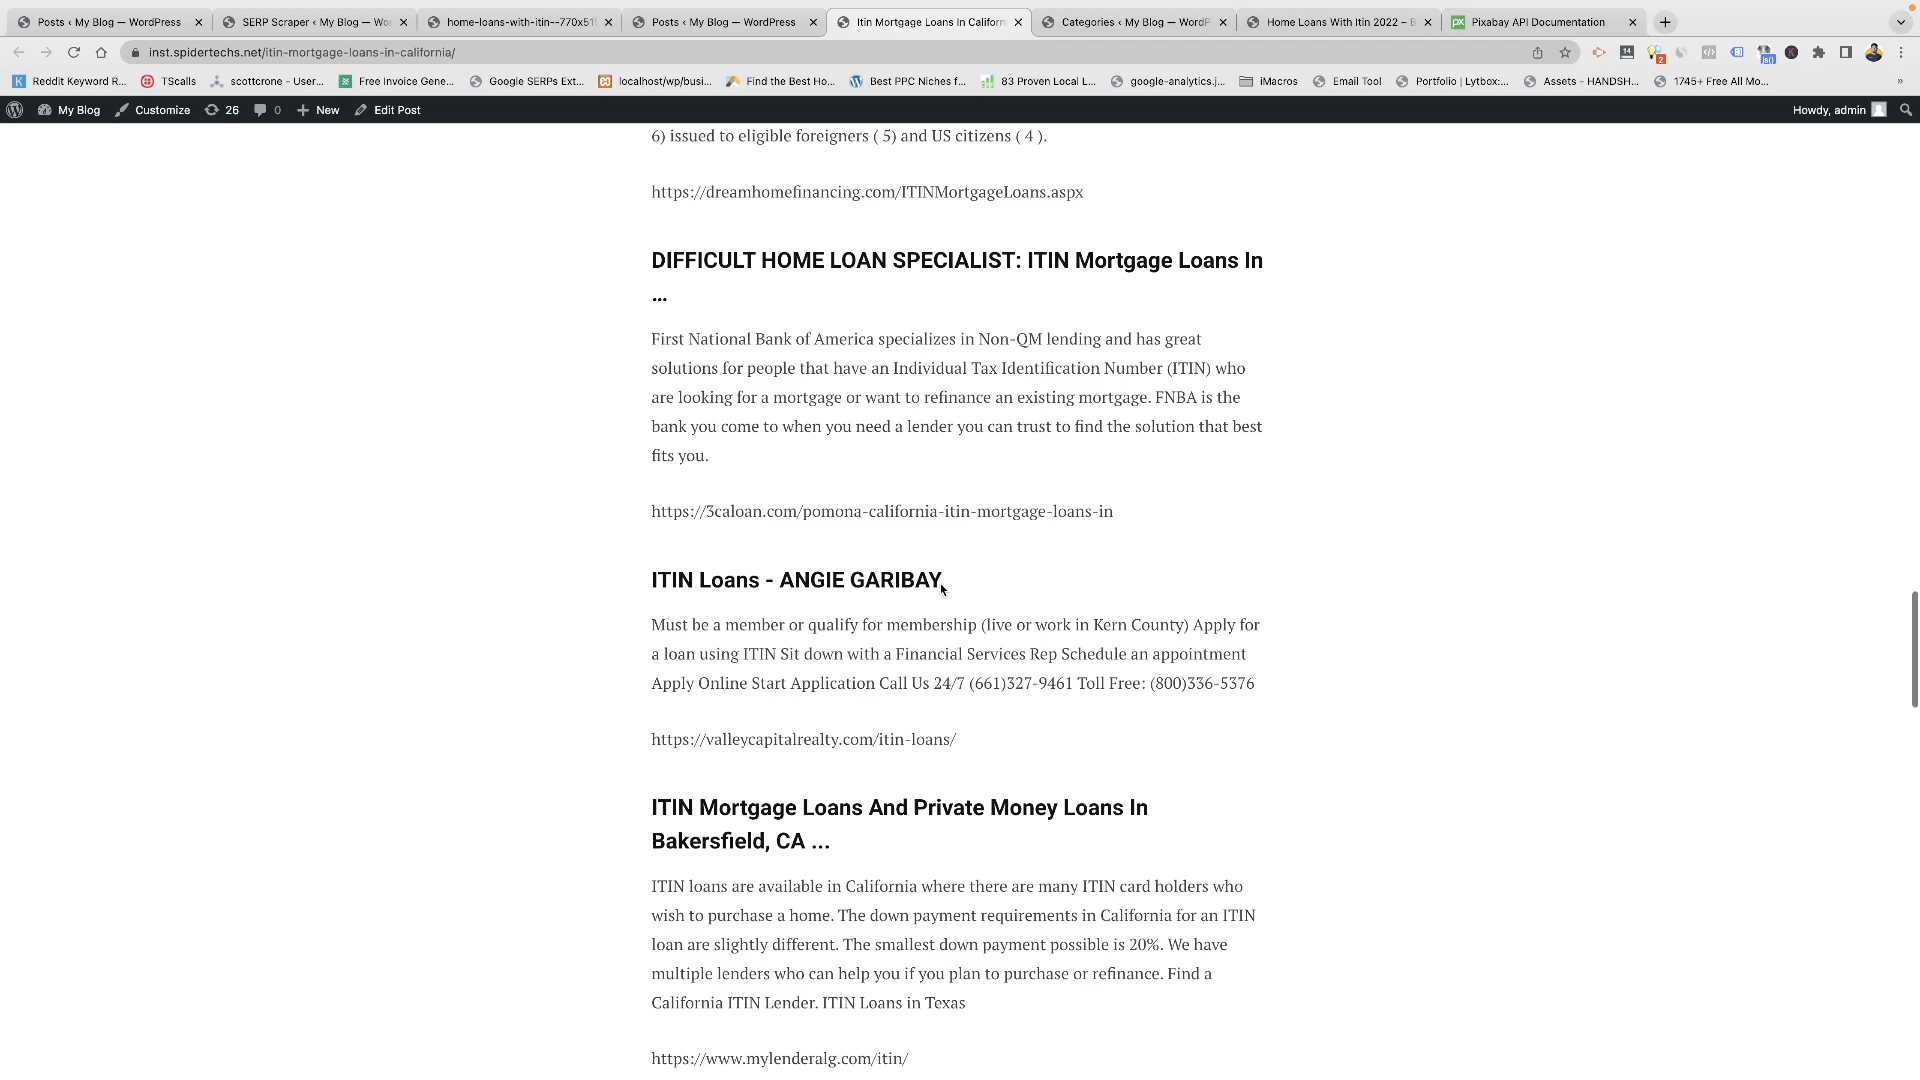 Posts ‹ My Blog — WordPress
SERP Scraper ‹ My Blog — Wor
home-loans-with-itin--770x51
Posts ‹ My Blog — WordPress
Itin Mortgage Loans In Californ
Categories ‹ My Blog — WordP
Home Loans With Itin 2022 – B
px Pixabay API Documentation
inst.spidertechs.net/itin-mortgage-loans-in-california/
Reddit Keyword R...
TScalls
scottcrone - User...
Free Invoice Gene...
Google SERPs Ext...
localhost/wp/busi...
Find the Best Ho...
Best PPC Niches f...
83 Proven Local L...
google-analytics.j...
iMacros
Email Tool
Portfolio | Lytbox:...
Assets - HANDSH...
1745+ Free All Mo...
»
My Blog
Customize
26
0
New
Edit Post
Howdy, admin
6) issued to eligible foreigners ( 5) and US citizens ( 4 ).
https://dreamhomefinancing.com/ITINMortgageLoans.aspx
DIFFICULT HOME LOAN SPECIALIST: ITIN Mortgage Loans In
...
First National Bank of America specializes in Non-QM lending and has great
solutions for people that have an Individual Tax Identification Number (ITIN) who
are looking for a mortgage or want to refinance an existing mortgage. FNBA is the
bank you come to when you need a lender you can trust to find the solution that best
fits you.
https://3caloan.com/pomona-california-itin-mortgage-loans-in
ITIN Loans - ANGIE GARIBAY
Must be a member or qualify for membership (live or work in Kern County) Apply for
a loan using ITIN Sit down with a Financial Services Rep Schedule an appointment
Apply Online Start Application Call Us 24/7 (661)327-9461 Toll Free: (800)336-5376
https://valleycapitalrealty.com/itin-loans/
ITIN Mortgage Loans And Private Money Loans In
Bakersfield, CA ...
ITIN loans are available in California where there are many ITIN card holders who
wish to purchase a home. The down payment requirements in California for an ITIN
loan are slightly different. The smallest down payment possible is 20%. We have
multiple lenders who can help you if you plan to purchase or refinance. Find a
California ITIN Lender. ITIN Loans in Texas
https://www.mylenderalg.com/itin/